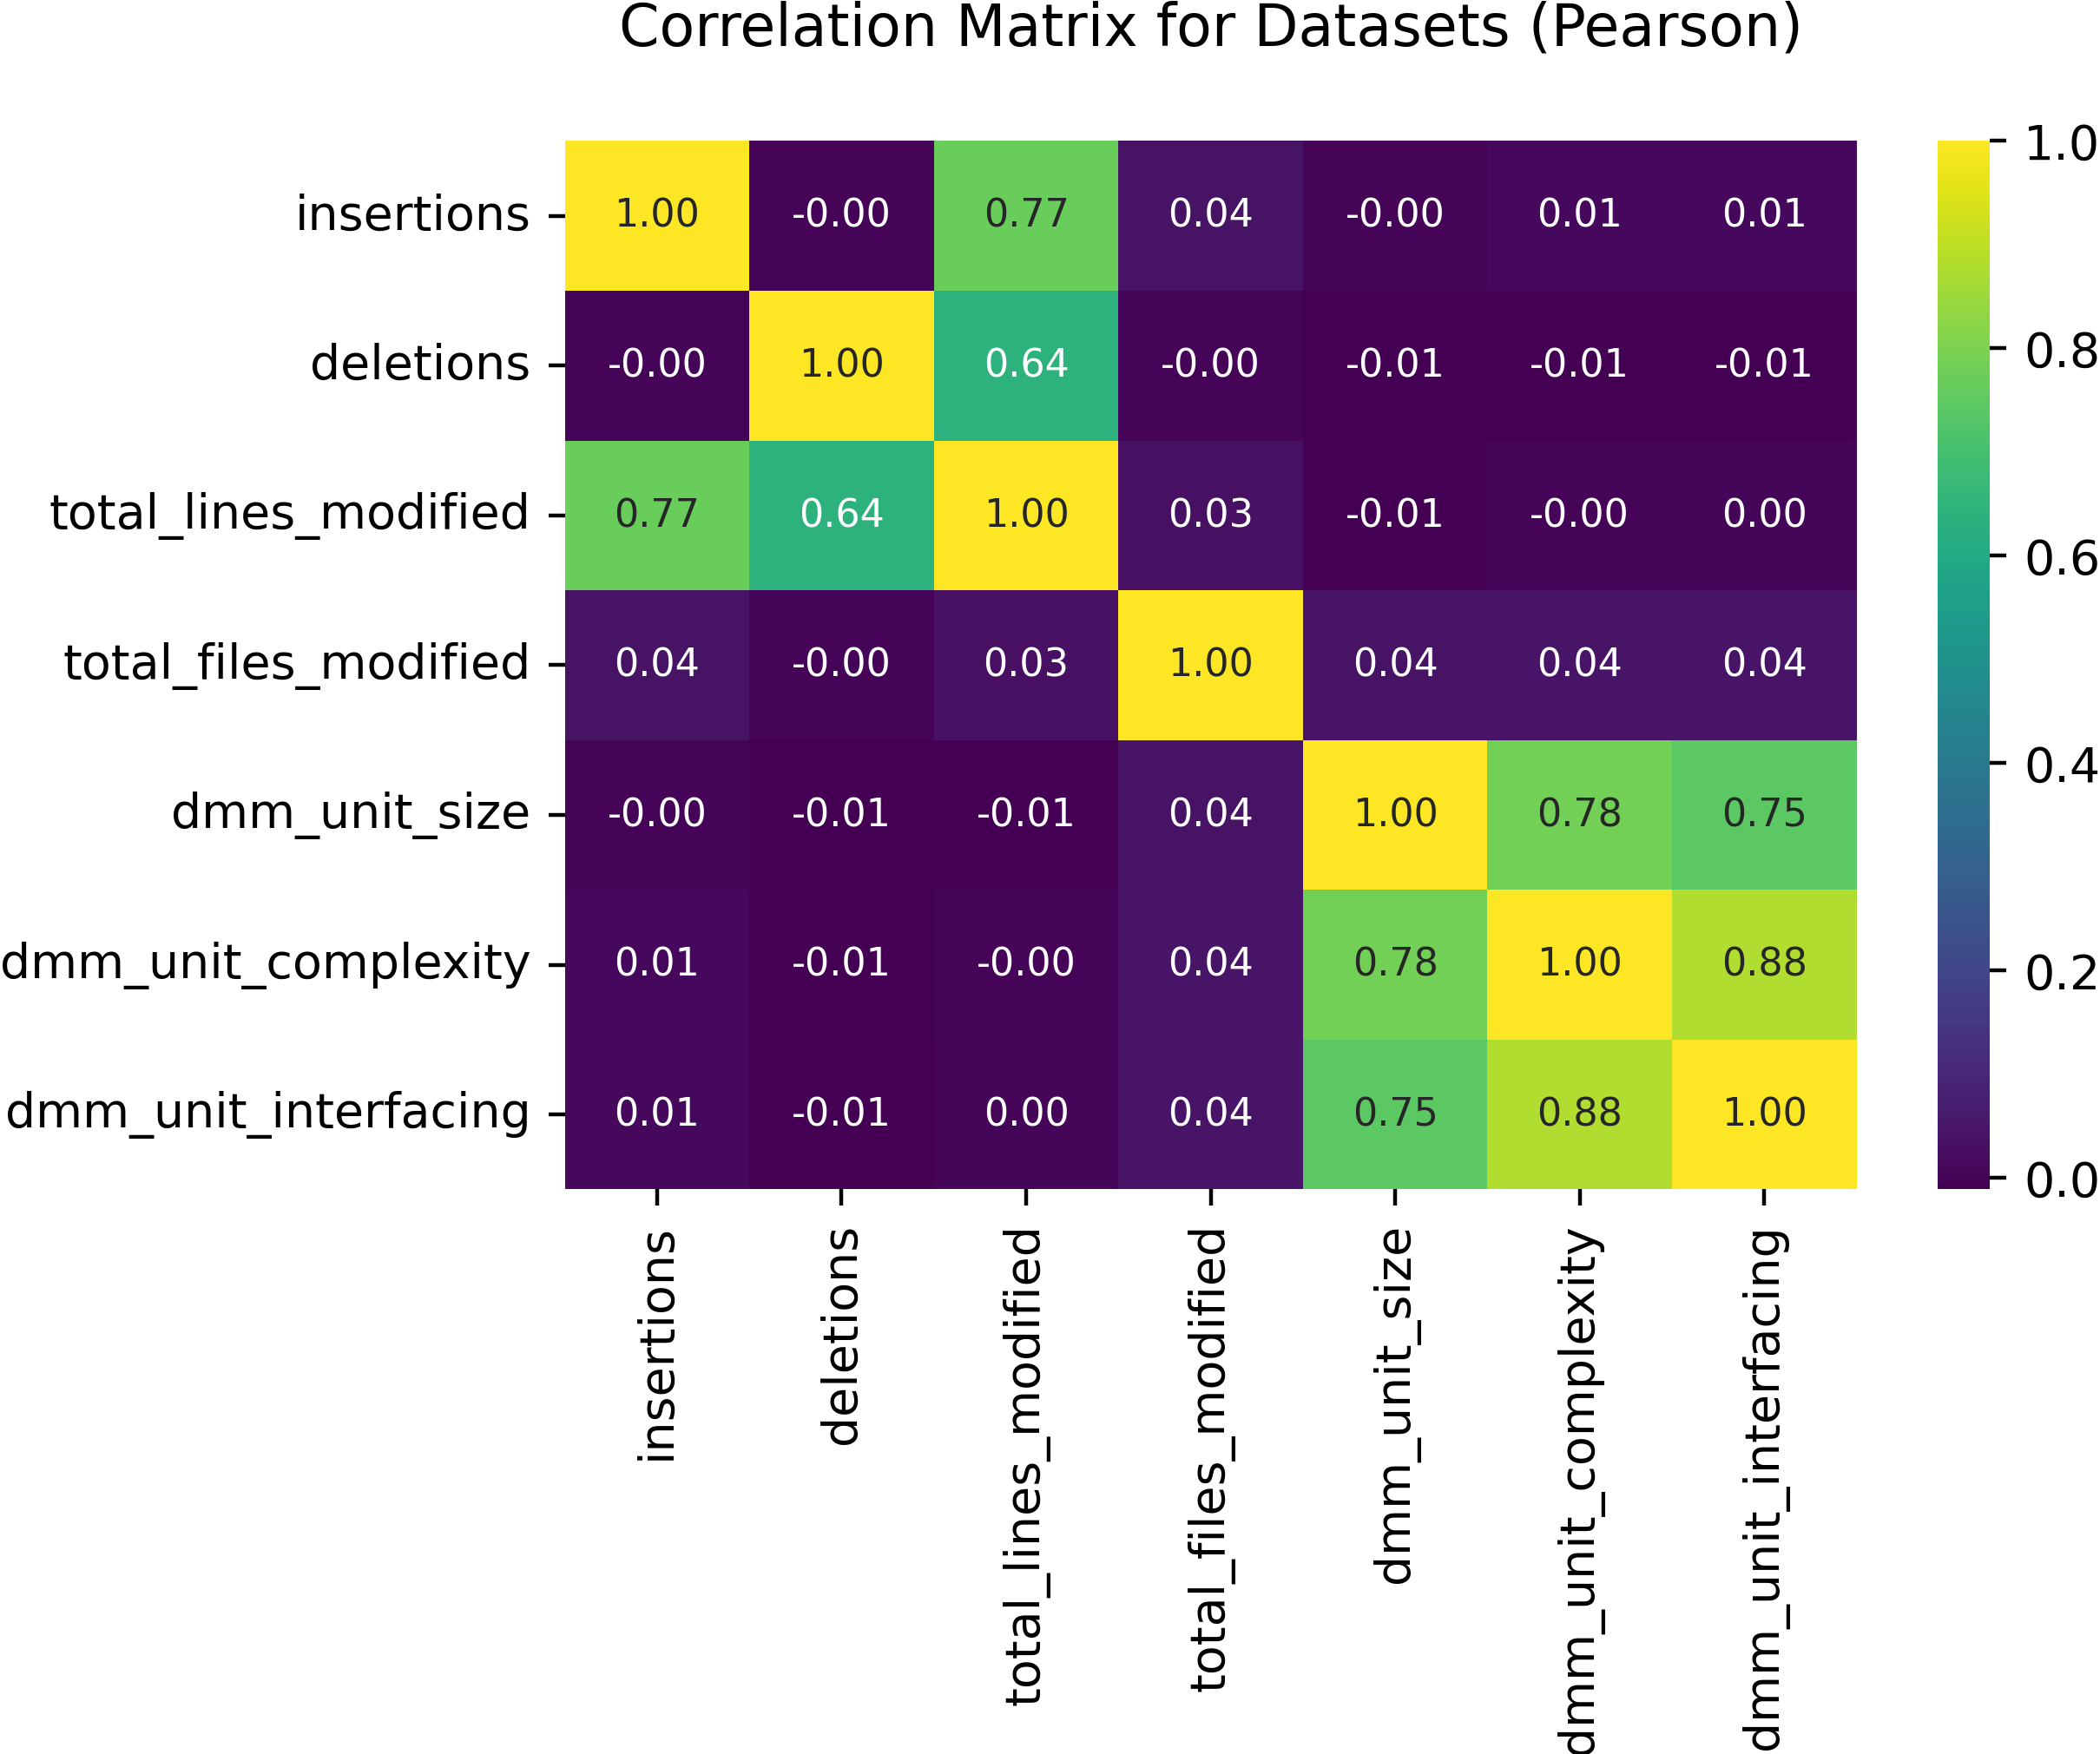 Correlation Matrix for Datasets (Pearson)
insertions 1.00 -0.00 0.77 0.04 -0.00 0.01 0.01
deletions -0.00 1.00 0.64 -0.00 -0.01 -0.01 -0.01
total_lines_modified 0.77 0.64 1.00 0.03 -0.01 -0.00 0.00
total_files_modified 0.04 -0.00 0.03 1.00 0.04 0.04 0.04
dmm_unit_size -0.00 -0.01 -0.01 0.04 1.00 0.78 0.75
dmm_unit_complexity 0.01 -0.01 -0.00 0.04 0.78 1.00 0.88
dmm_unit_interfacing 0.01 -0.01 0.00 0.04 0.75 0.88 1.00
insertions
deletions
total_lines_modified
total_files_modified
dmm_unit_size
dmm_unit_complexity
dmm_unit_interfacing
1.0
0.8
0.6
0.4
0.2
0.0